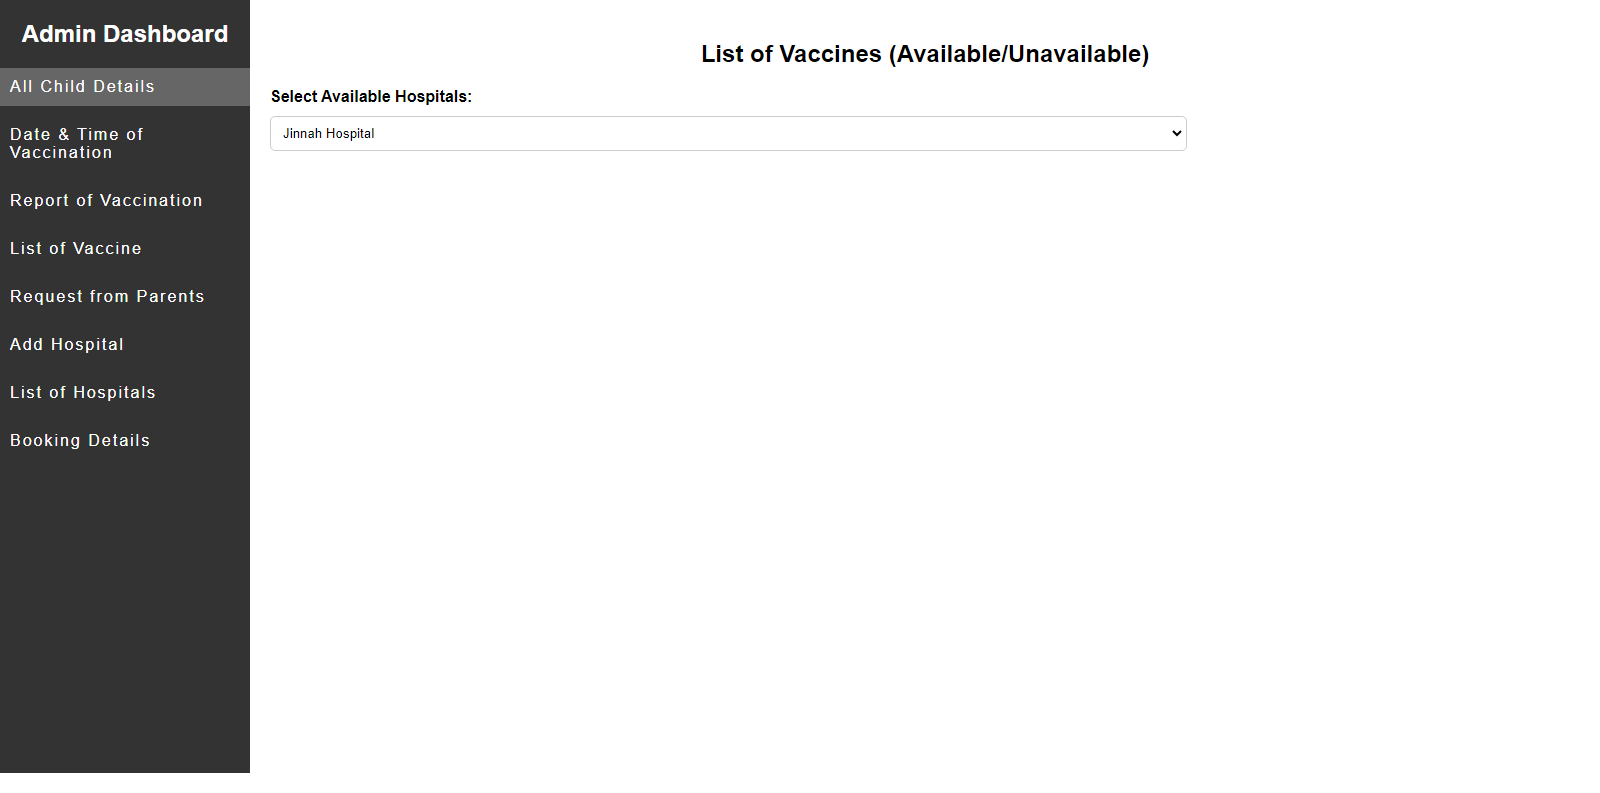 Admin Dashboard
All Child Details
Date & Time of
Vaccination
Report of Vaccination
List of Vaccine
Request from Parents
Add Hospital
List of Hospitals
Booking Details
List of Vaccines (Available/Unavailable)
Select Available Hospitals:
Jinnah Hospital